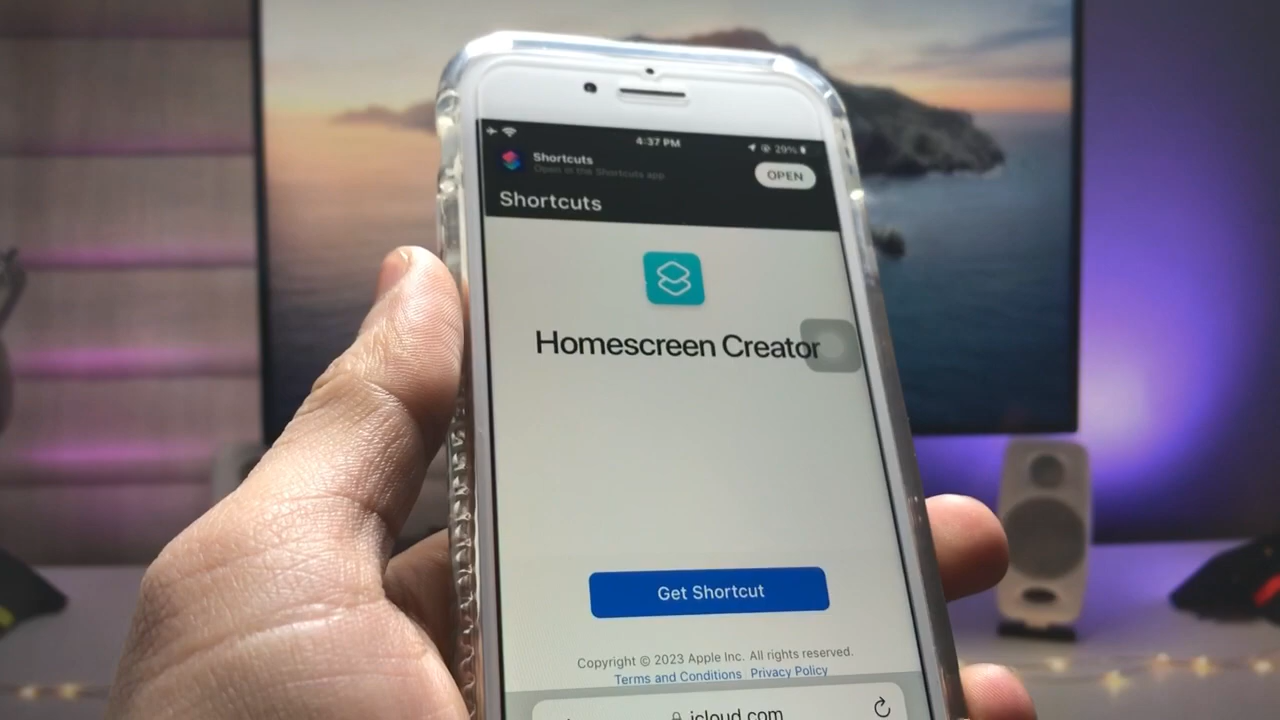 4:37 PM
29%
Shortcuts
Open in the Shortcuts app
OPEN
Shortcuts
Homescreen Creator
Get Shortcut
Copyright © 2023 Apple Inc. All rights reserved.
Terms and Conditions Privacy Policy
icloud.com